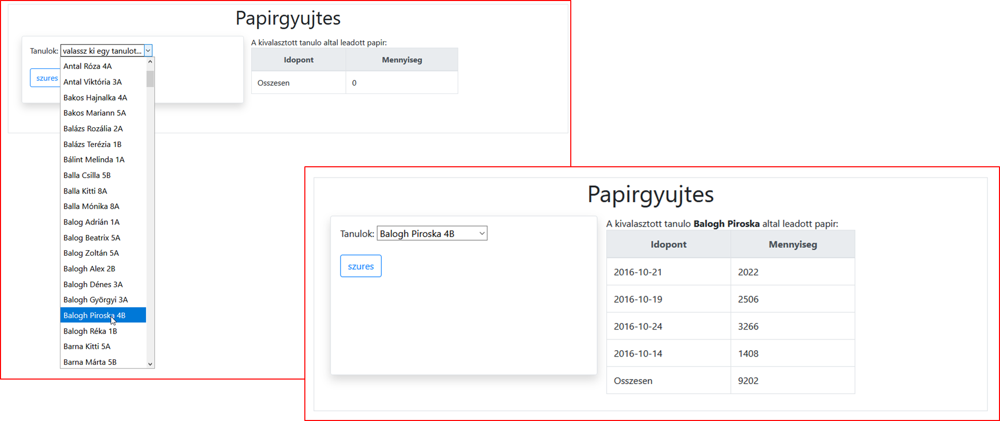 Papirgyujtes
Tanulok: valassz ki egy tanulot...
szures
Antal Róza 4A
Antal Viktória 3A
Bakos Hajnalka 4A
Bakos Mariann 5A
Balázs Rozália 2A
Balázs Terézia 1B
Bálint Melinda 1A
Balla Csilla 5B
Balla Kitti 8A
Balla Mónika 8A
Balog Adrián 1A
Balog Beatrix 5A
Balog Zoltán 5A
Balogh Alex 2B
Balogh Dénes 3A
Balogh Györgyi 3A
Balogh Piroska 4B
Balogh Réka 1B
Barna Kitti 5A
Barna Márta 5B
A kivalasztott tanulo altal leadott papir:
Idopont Mennyiseg
Osszesen 0
Papirgyujtes
Tanulok: Balogh Piroska 4B
szures
A kivalasztott tanulo Balogh Piroska altal leadott papir:
Idopont Mennyiseg
2016-10-21 2022
2016-10-19 2506
2016-10-24 3266
2016-10-14 1408
Osszesen 9202